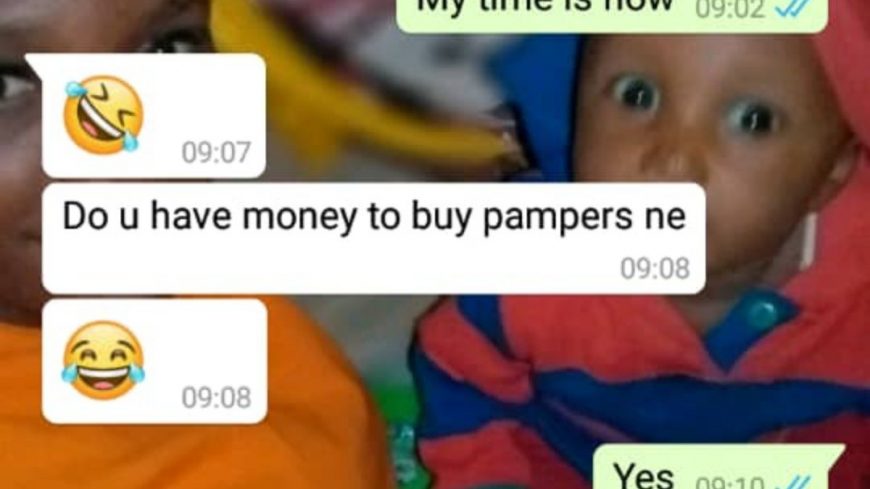 My time is now 09:02
🤣 09:07
Do u have money to buy pampers ne
09:08
😂 09:08
Yes 09:10